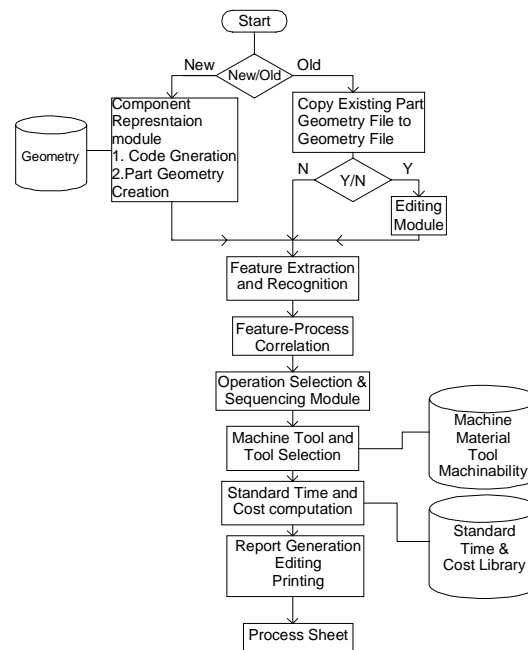 Start
New
Old
New/Old
Component
Represntaion
module
1. Code Gneration
2.Part Geometry
Creation
Geometry
Copy Existing Part
Geometry File to
Geometry File
N
Y/N
Y
Editing
Module
Feature Extraction
and Recognition
Feature-Process
Correlation
Operation Selection &
Sequencing Module
Machine Tool and
Tool Selection
Machine
Material
Tool
Machinability
Standard Time and
Cost computation
Standard
Time &
Cost Library
Report Generation
Editing
Printing
Process Sheet